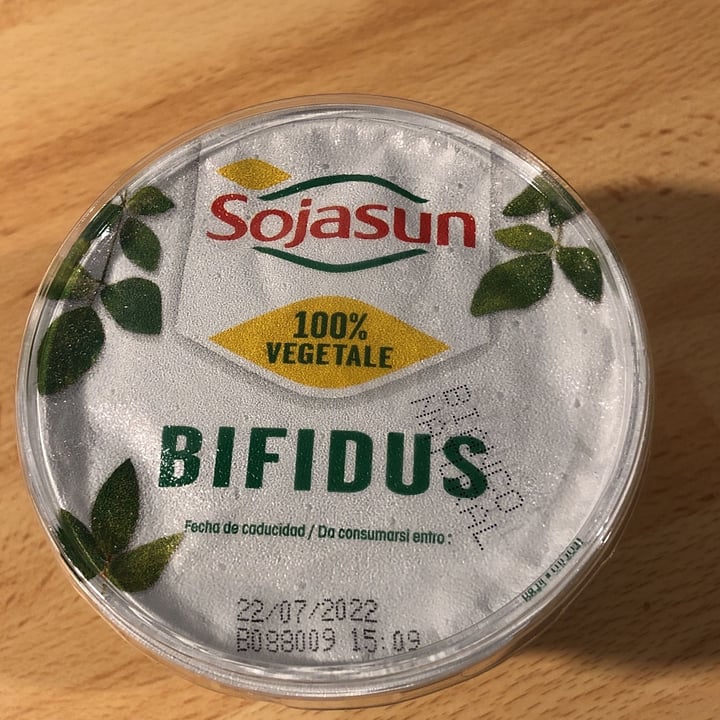 Sojasun
100%
VEGETALE
BIFIDUS
Fecha de caducidad / Da consumarsi entro :
22/07/2022
B088009 15:09